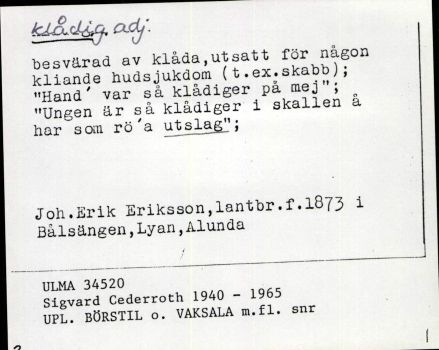 klådig, adj.
besvärad av klåda,utsatt för någon
kliande hudsjukdom (t.ex.skabb);
"Hand´ var så klådiger på mej";
"Ungen är så klådiger i skallen å
har som rö´a utslag";
Joh.Erik Eriksson,lantbr.f.1873 i
Bålsängen,Lyan,Alunda
ULMA 34520
Sigvard Cederroth 1940 - 1965
UPL. BÖRSTIL o. VAKSALA m.fl. snr